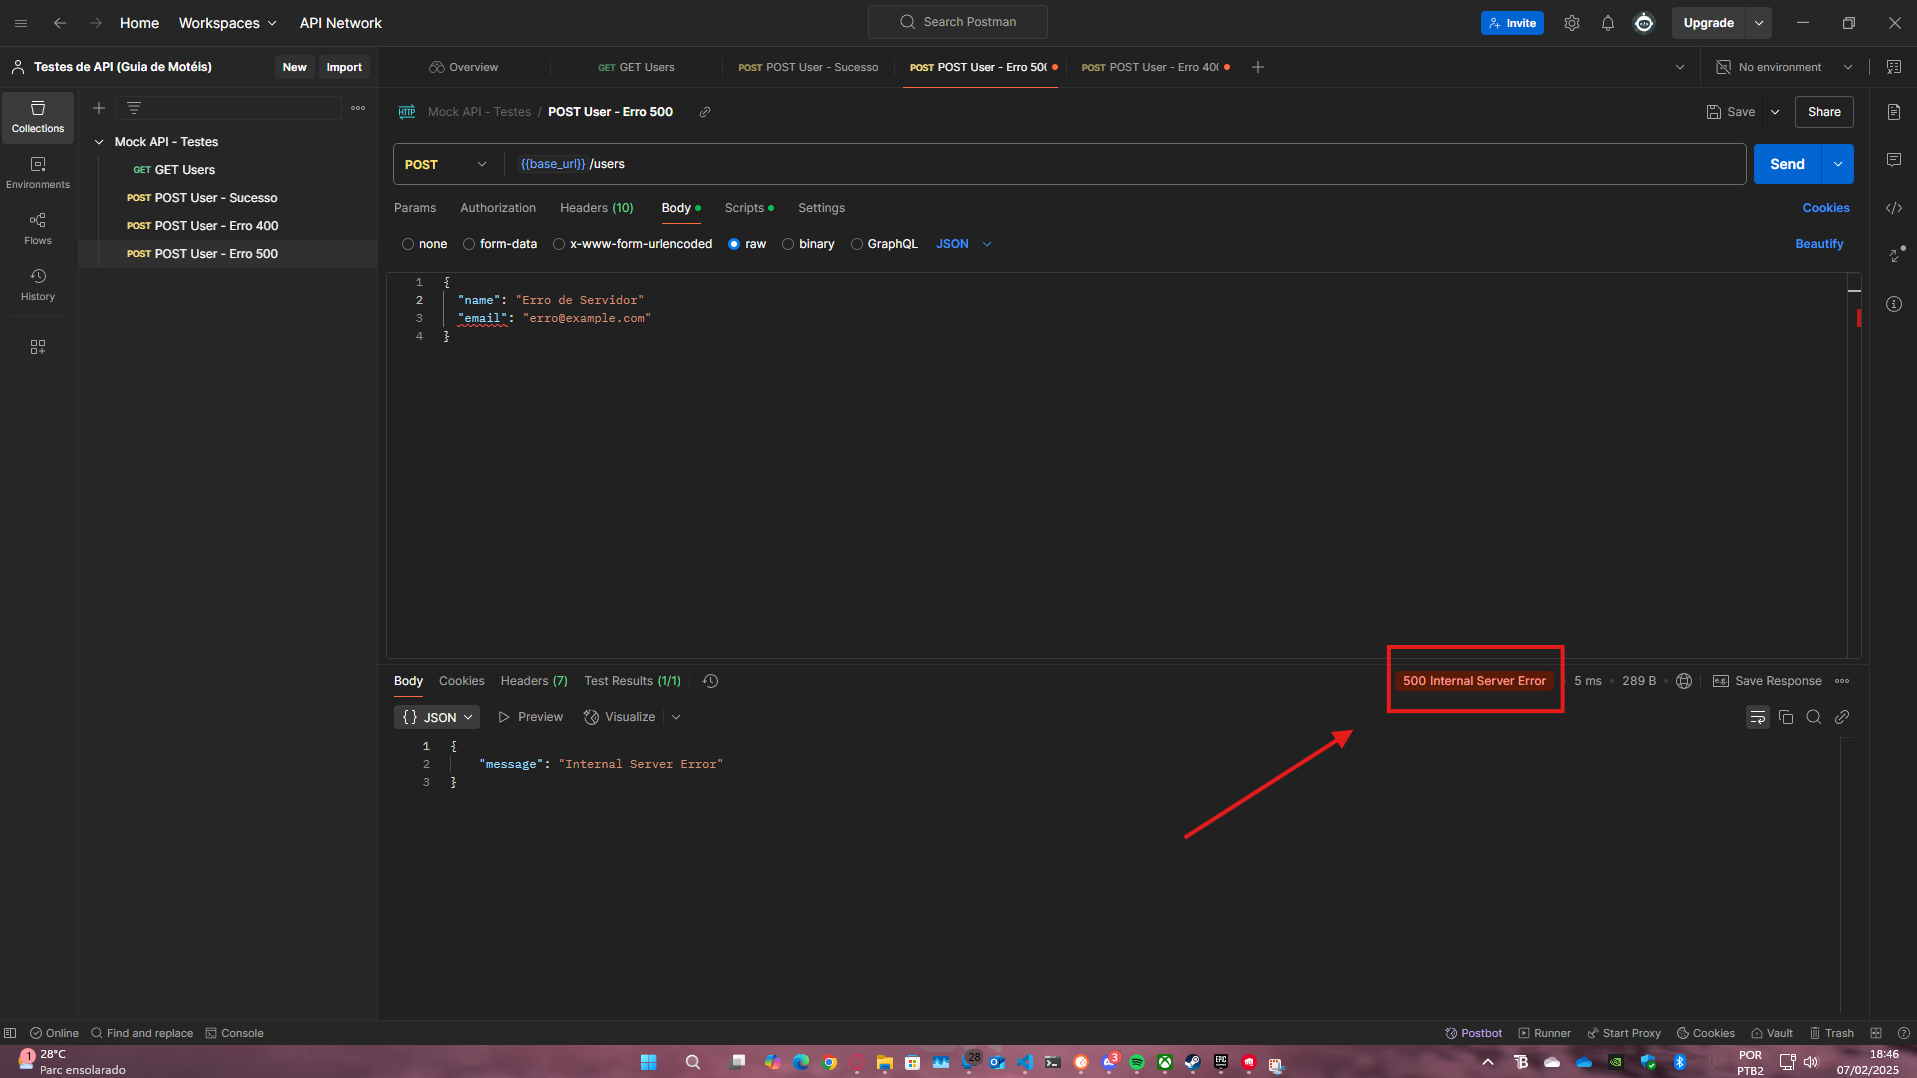 Home Workspaces API Network
Search Postman
Invite
Upgrade
Testes de API (Guia de Motéis)
New Import
Overview
GET GET Users
POST POST User - Sucesso
POST POST User - Erro 500
POST POST User - Erro 400
No environment
Collections
Environments
Flows
History
Mock API - Testes
GET GET Users
POST POST User - Sucesso
POST POST User - Erro 400
POST POST User - Erro 500
HTTP Mock API - Testes / POST User - Erro 500
Save Share
POST {{base_url}} /users
Send
Params Authorization Headers (10) Body Scripts Settings
Cookies
none form-data x-www-form-urlencoded raw binary GraphQL JSON
Beautify
1 {
2 "name": "Erro de Servidor"
3 "email": "erro@example.com"
4 }
Body Cookies Headers (7) Test Results (1/1)
500 Internal Server Error 5 ms 289 B e.g. Save Response
{} JSON Preview Visualize
1 {
2 "message": "Internal Server Error"
3 }
Online Find and replace Console
Postbot Runner Start Proxy Cookies Vault Trash
1 28°C
Parc ensolarado
28
3
EPIC
POR
PTB2
18:46
07/02/2025